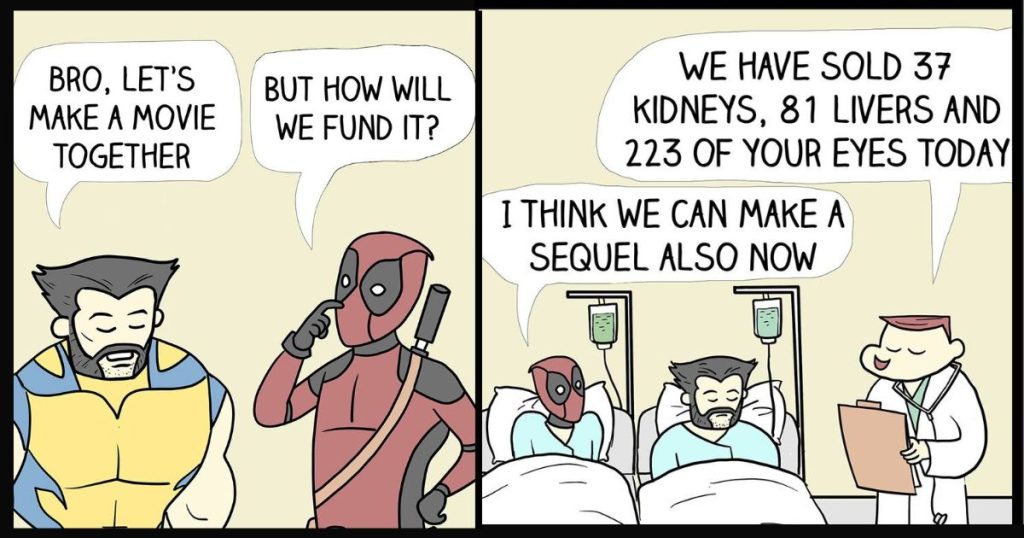 BRO, LET'S
MAKE A MOVIE
TOGETHER
BUT HOW WILL
WE FUND IT?
WE HAVE SOLD 37
KIDNEYS, 81 LIVERS AND
223 OF YOUR EYES TODAY
I THINK WE CAN MAKE A
SEQUEL ALSO NOW